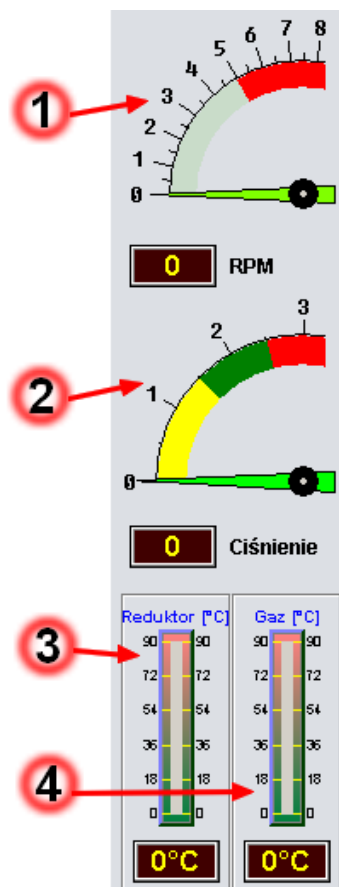 8
7
6
5
4
3
2
1
0
1
0 RPM
3
2
1
0
2
0 Ciśnienie
Reduktor [°C] Gaz [°C]
90 90 90 90
72 72 72 72
54 54 54 54
36 36 36 36
18 18 18 18
0 0 0 0
3
4
0°C 0°C